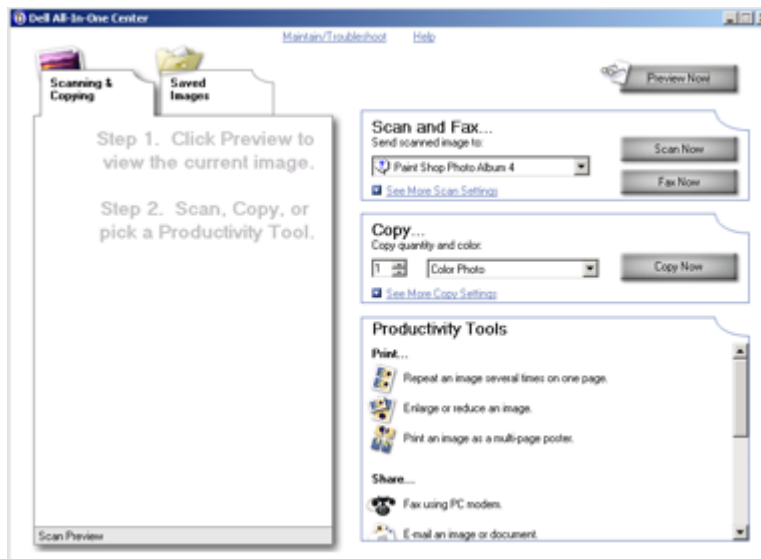 Dell All-In-One Center
Maintain/Troubleshoot Help
Scanning &
Copying
Saved
Images
Preview Now
Step 1. Click Preview to
view the current image.
Step 2. Scan, Copy, or
pick a Productivity Tool.
Scan Preview
Scan and Fax...
Send scanned image to:
Paint Shop Photo Album 4
See More Scan Settings
Scan Now
Fax Now
Copy...
Copy quantity and color:
1 Color Photo
See More Copy Settings
Copy Now
Productivity Tools
Print...
Repeat an image several times on one page.
Enlarge or reduce an image.
Print an image as a multi-page poster.
Share...
Fax using PC modem.
E-mail an image or document.